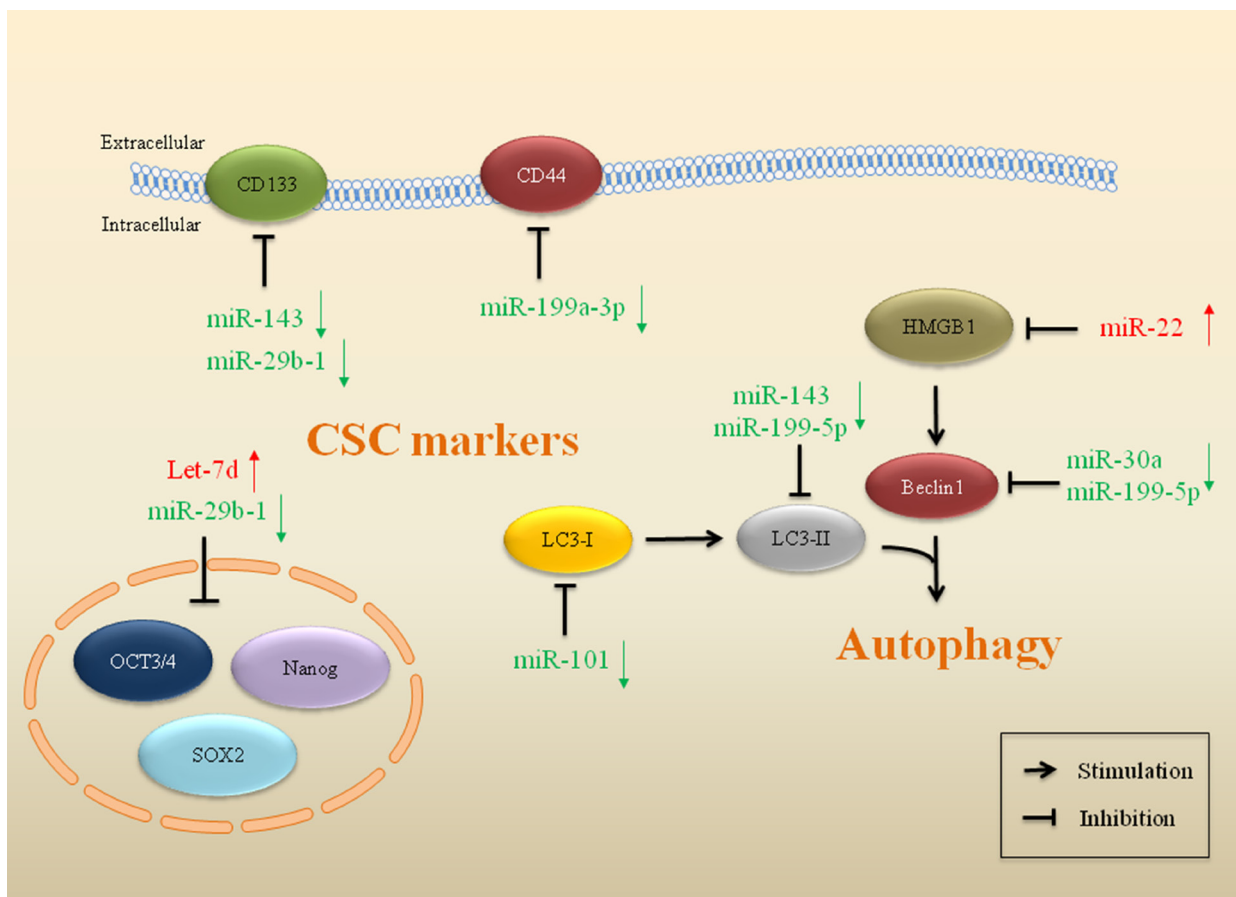 Extracellular
CD133
CD44
Intracellular
miR-143
miR-29b-1
miR-199a-3p
HMGB1
miR-22
miR-143
miR-199-5p
CSC markers
Let-7d
miR-29b-1
Beclin1
miR-30a
miR-199-5p
LC3-I
LC3-II
OCT3/4
Nanog
SOX2
miR-101
Autophagy
Stimulation
Inhibition